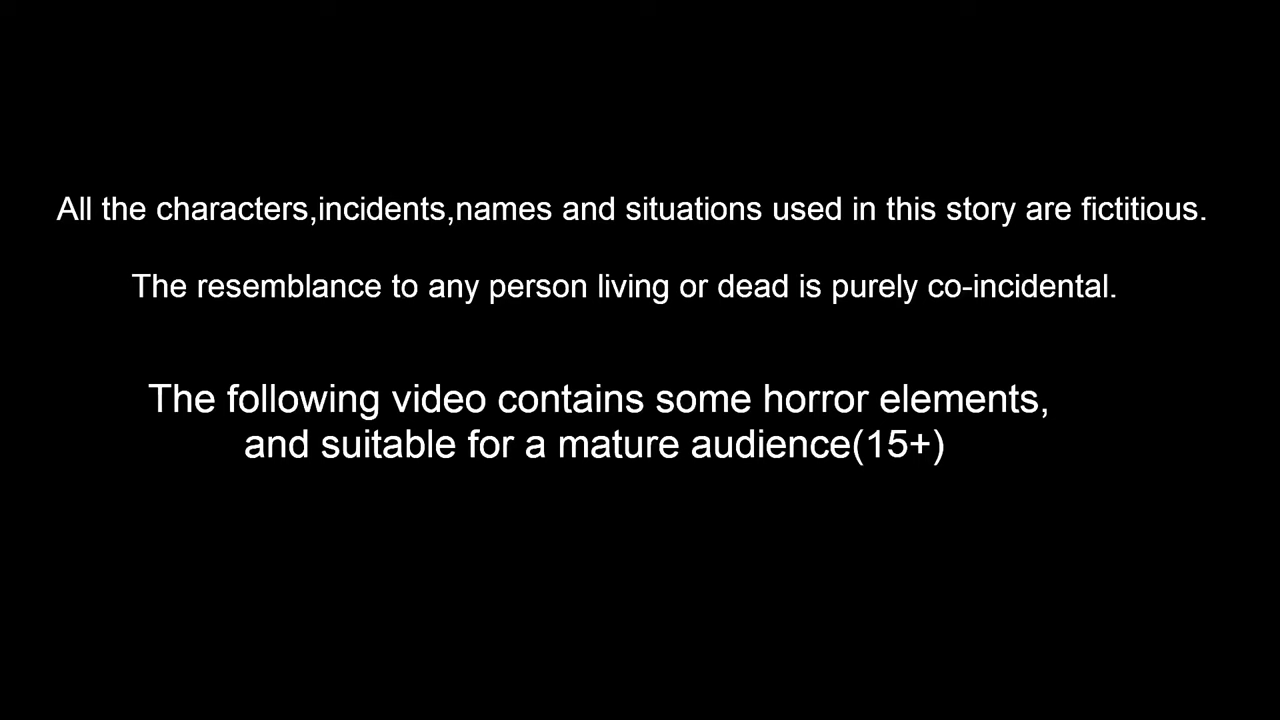 All the characters,incidents,names and situations used in this story are fictitious.
The resemblance to any person living or dead is purely co-incidental.
The following video contains some horror elements,
and suitable for a mature audience(15+)